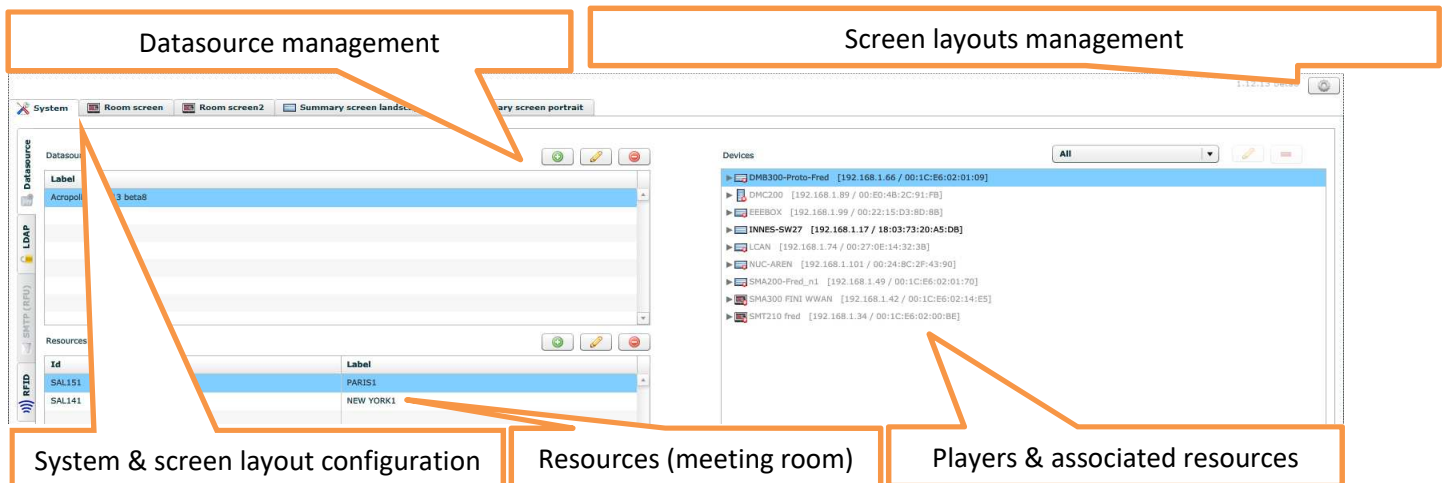 Datasource management
Screen layouts management
System Room screen Room screen2 Summary screen portrait
Datasource
LDAP
SMTP (RFU)
RFID
Label
Acropoli 3 beta8
Resources
Id Label
SAL151 PARIS1
SAL141 NEW YORK1
Devices All
DMB300-Proto-Fred [192.168.1.66 / 00:1C:E6:02:01:09]
DMC200 [192.168.1.89 / 00:E0:4B:2C:91:FB]
EEEBOX [192.168.1.99 / 00:22:15:D3:8D:8B]
INNES-SW27 [192.168.1.17 / 18:03:73:20:A5:DB]
LCAN [192.168.1.74 / 00:27:0E:14:32:3B]
NUC-AREN [192.168.1.101 / 00:24:8C:2F:43:90]
SMA200-Fred_n1 [192.168.1.49 / 00:1C:E6:02:01:70]
SMA300 FINI WWAN [192.168.1.42 / 00:1C:E6:02:14:E5]
SMT210 fred [192.168.1.34 / 00:1C:E6:02:00:BE]
System & screen layout configuration
Resources (meeting room)
Players & associated resources